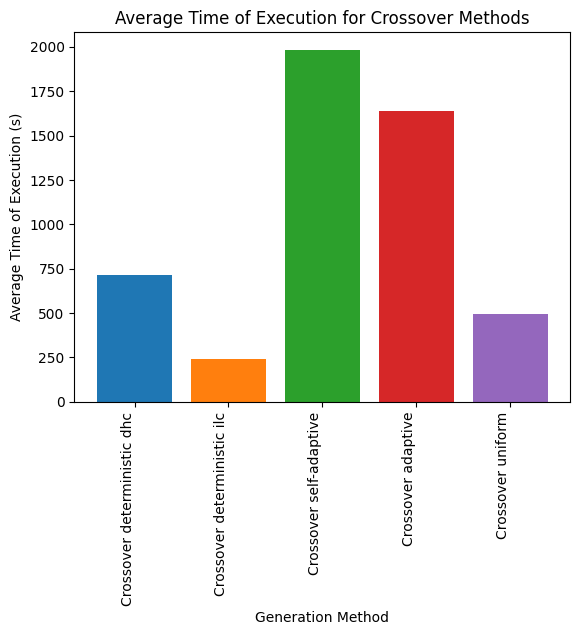 Average Time of Execution for Crossover Methods
Average Time of Execution (s)
2000
1750
1500
1250
1000
750
500
250
0
Crossover deterministic dhc
Crossover deterministic ilc
Crossover self-adaptive
Crossover adaptive
Crossover uniform
Generation Method